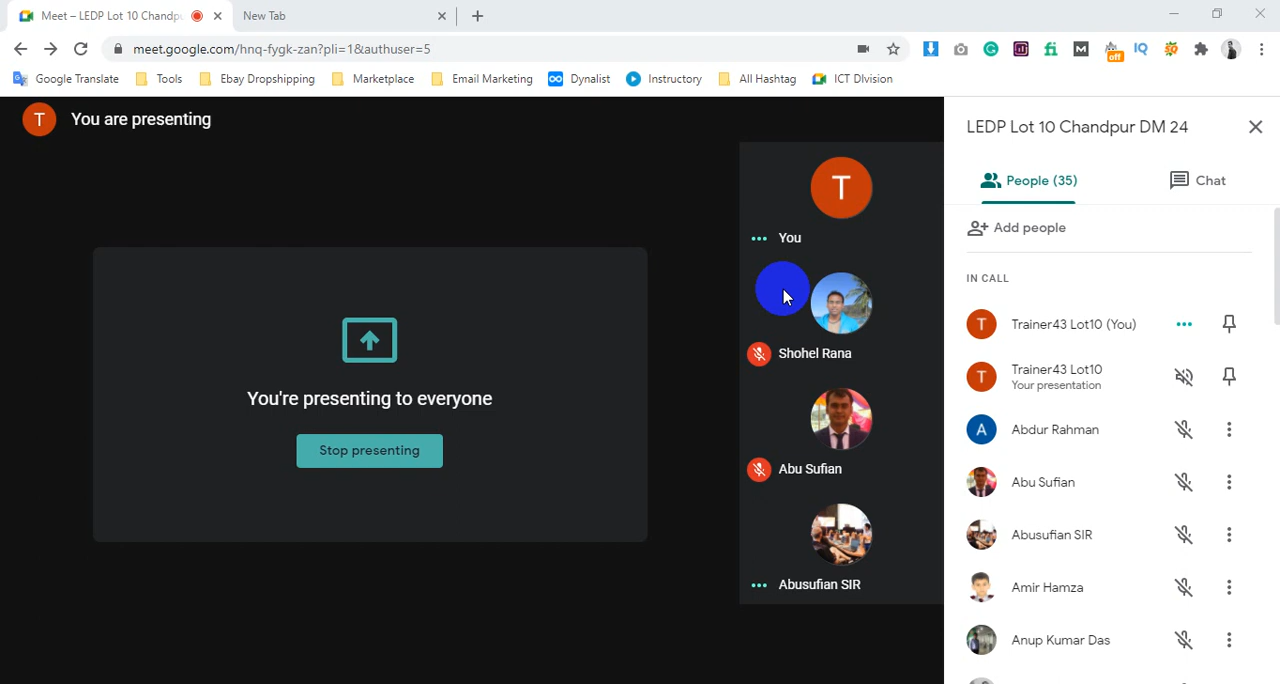 Meet – LEDP Lot 10 Chandpu
New Tab
meet.google.com/hnq-fygk-zan?pli=1&authuser=5
off
IQ
Google Translate
Tools
Ebay Dropshipping
Marketplace
Email Marketing
Dynalist
Instructory
All Hashtag
ICT DIvision
T
You are presenting
You're presenting to everyone
Stop presenting
T
You
Shohel Rana
Abu Sufian
Abusufian SIR
LEDP Lot 10 Chandpur DM 24
People (35)
Chat
Add people
IN CALL
T
Trainer43 Lot10 (You)
T
Trainer43 Lot10
Your presentation
A
Abdur Rahman
Abu Sufian
Abusufian SIR
Amir Hamza
Anup Kumar Das